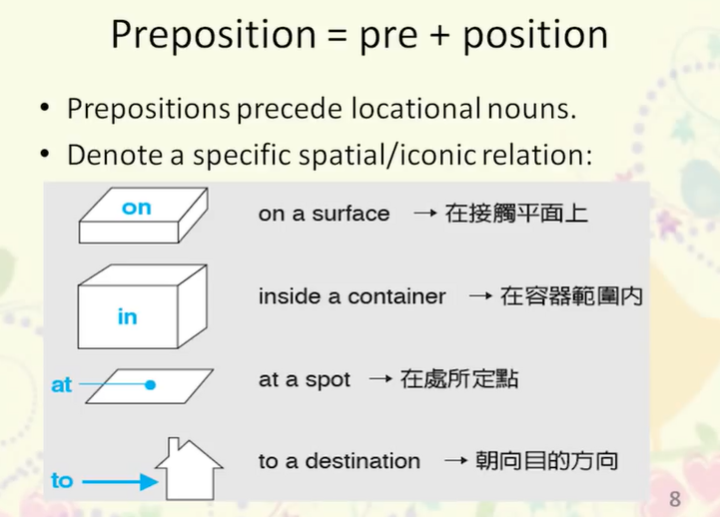 Preposition = pre + position
• Prepositions precede locational nouns.
• Denote a specific spatial/iconic relation:
on on a surface → 在接觸平面上
in inside a container → 在容器範圍内
at at a spot → 在處所定點
to to a destination → 朝向目的方向
8